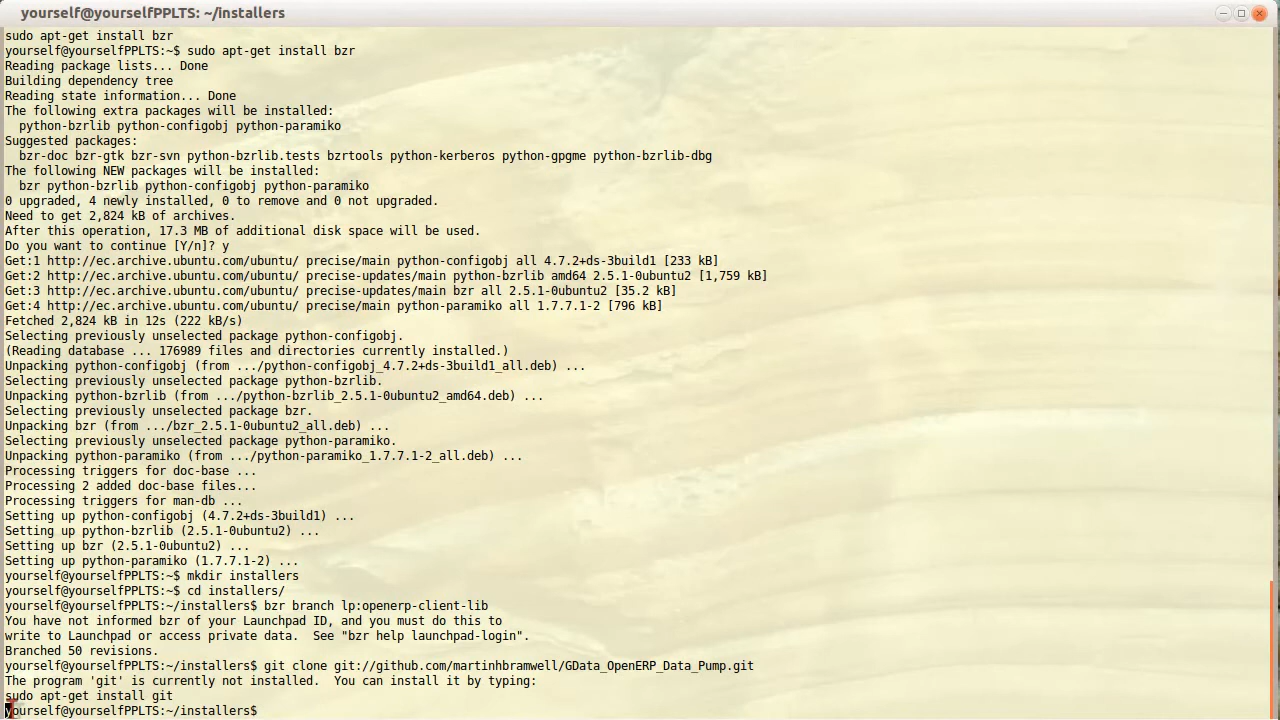 yourself@yourselfPPLTS: ~/installers
sudo apt-get install bzr
yourself@yourselfPPLTS:~$ sudo apt-get install bzr
Reading package lists... Done
Building dependency tree
Reading state information... Done
The following extra packages will be installed:
  python-bzrlib python-configobj python-paramiko
Suggested packages:
  bzr-doc bzr-gtk bzr-svn python-bzrlib.tests bzrtools python-kerberos python-gpgme python-bzrlib-dbg
The following NEW packages will be installed:
  bzr python-bzrlib python-configobj python-paramiko
0 upgraded, 4 newly installed, 0 to remove and 0 not upgraded.
Need to get 2,824 kB of archives.
After this operation, 17.3 MB of additional disk space will be used.
Do you want to continue [Y/n]? y
Get:1 http://ec.archive.ubuntu.com/ubuntu/ precise/main python-configobj all 4.7.2+ds-3build1 [233 kB]
Get:2 http://ec.archive.ubuntu.com/ubuntu/ precise-updates/main python-bzrlib amd64 2.5.1-0ubuntu2 [1,759 kB]
Get:3 http://ec.archive.ubuntu.com/ubuntu/ precise-updates/main bzr all 2.5.1-0ubuntu2 [35.2 kB]
Get:4 http://ec.archive.ubuntu.com/ubuntu/ precise/main python-paramiko all 1.7.7.1-2 [796 kB]
Fetched 2,824 kB in 12s (222 kB/s)
Selecting previously unselected package python-configobj.
(Reading database ... 176989 files and directories currently installed.)
Unpacking python-configobj (from .../python-configobj_4.7.2+ds-3build1_all.deb) ...
Selecting previously unselected package python-bzrlib.
Unpacking python-bzrlib (from .../python-bzrlib_2.5.1-0ubuntu2_amd64.deb) ...
Selecting previously unselected package bzr.
Unpacking bzr (from .../bzr_2.5.1-0ubuntu2_all.deb) ...
Selecting previously unselected package python-paramiko.
Unpacking python-paramiko (from .../python-paramiko_1.7.7.1-2_all.deb) ...
Processing triggers for doc-base ...
Processing 2 added doc-base files...
Processing triggers for man-db ...
Setting up python-configobj (4.7.2+ds-3build1) ...
Setting up python-bzrlib (2.5.1-0ubuntu2) ...
Setting up bzr (2.5.1-0ubuntu2) ...
Setting up python-paramiko (1.7.7.1-2) ...
yourself@yourselfPPLTS:~$ mkdir installers
yourself@yourselfPPLTS:~$ cd installers/
yourself@yourselfPPLTS:~/installers$ bzr branch lp:openerp-client-lib
You have not informed bzr of your Launchpad ID, and you must do this to
write to Launchpad or access private data.  See "bzr help launchpad-login".
Branched 50 revisions.
yourself@yourselfPPLTS:~/installers$ git clone git://github.com/martinhbramwell/GData_OpenERP_Data_Pump.git
The program 'git' is currently not installed.  You can install it by typing:
sudo apt-get install git
yourself@yourselfPPLTS:~/installers$